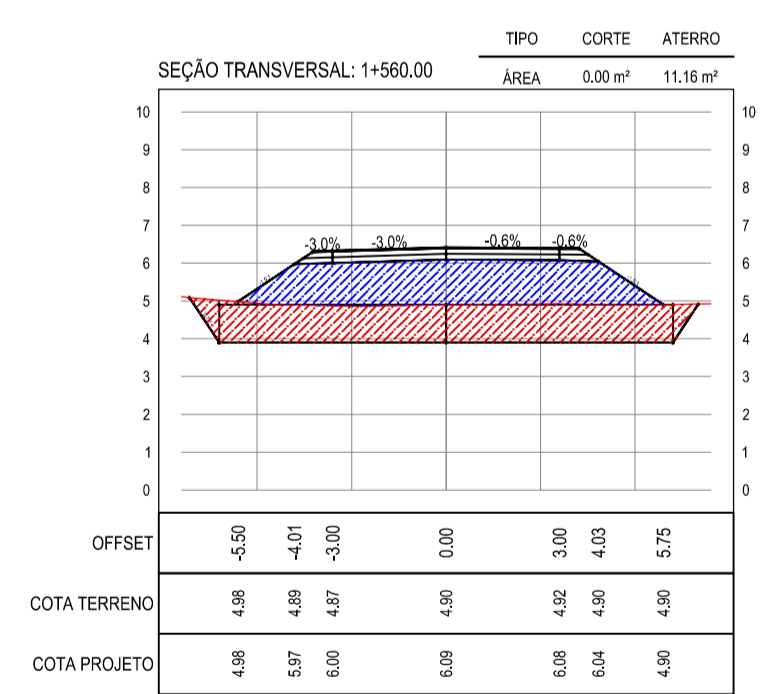 TIPO CORTE ATERRO
SEÇÃO TRANSVERSAL: 1+560.00
ÁREA 0.00 m² 11.16 m²
10 10
9 9
8 8
7 7
-3.0% -3.0% -0.6% -0.6%
6 6
5 5
4 4
3 3
2 2
1 1
0 0
OFFSET -5.50 -4.01 -3.00 0.00 3.00 4.03 5.75
COTA TERRENO 4.98 4.89 4.87 4.90 4.92 4.90 4.90
COTA PROJETO 4.98 5.97 6.00 6.09 6.08 6.04 4.90